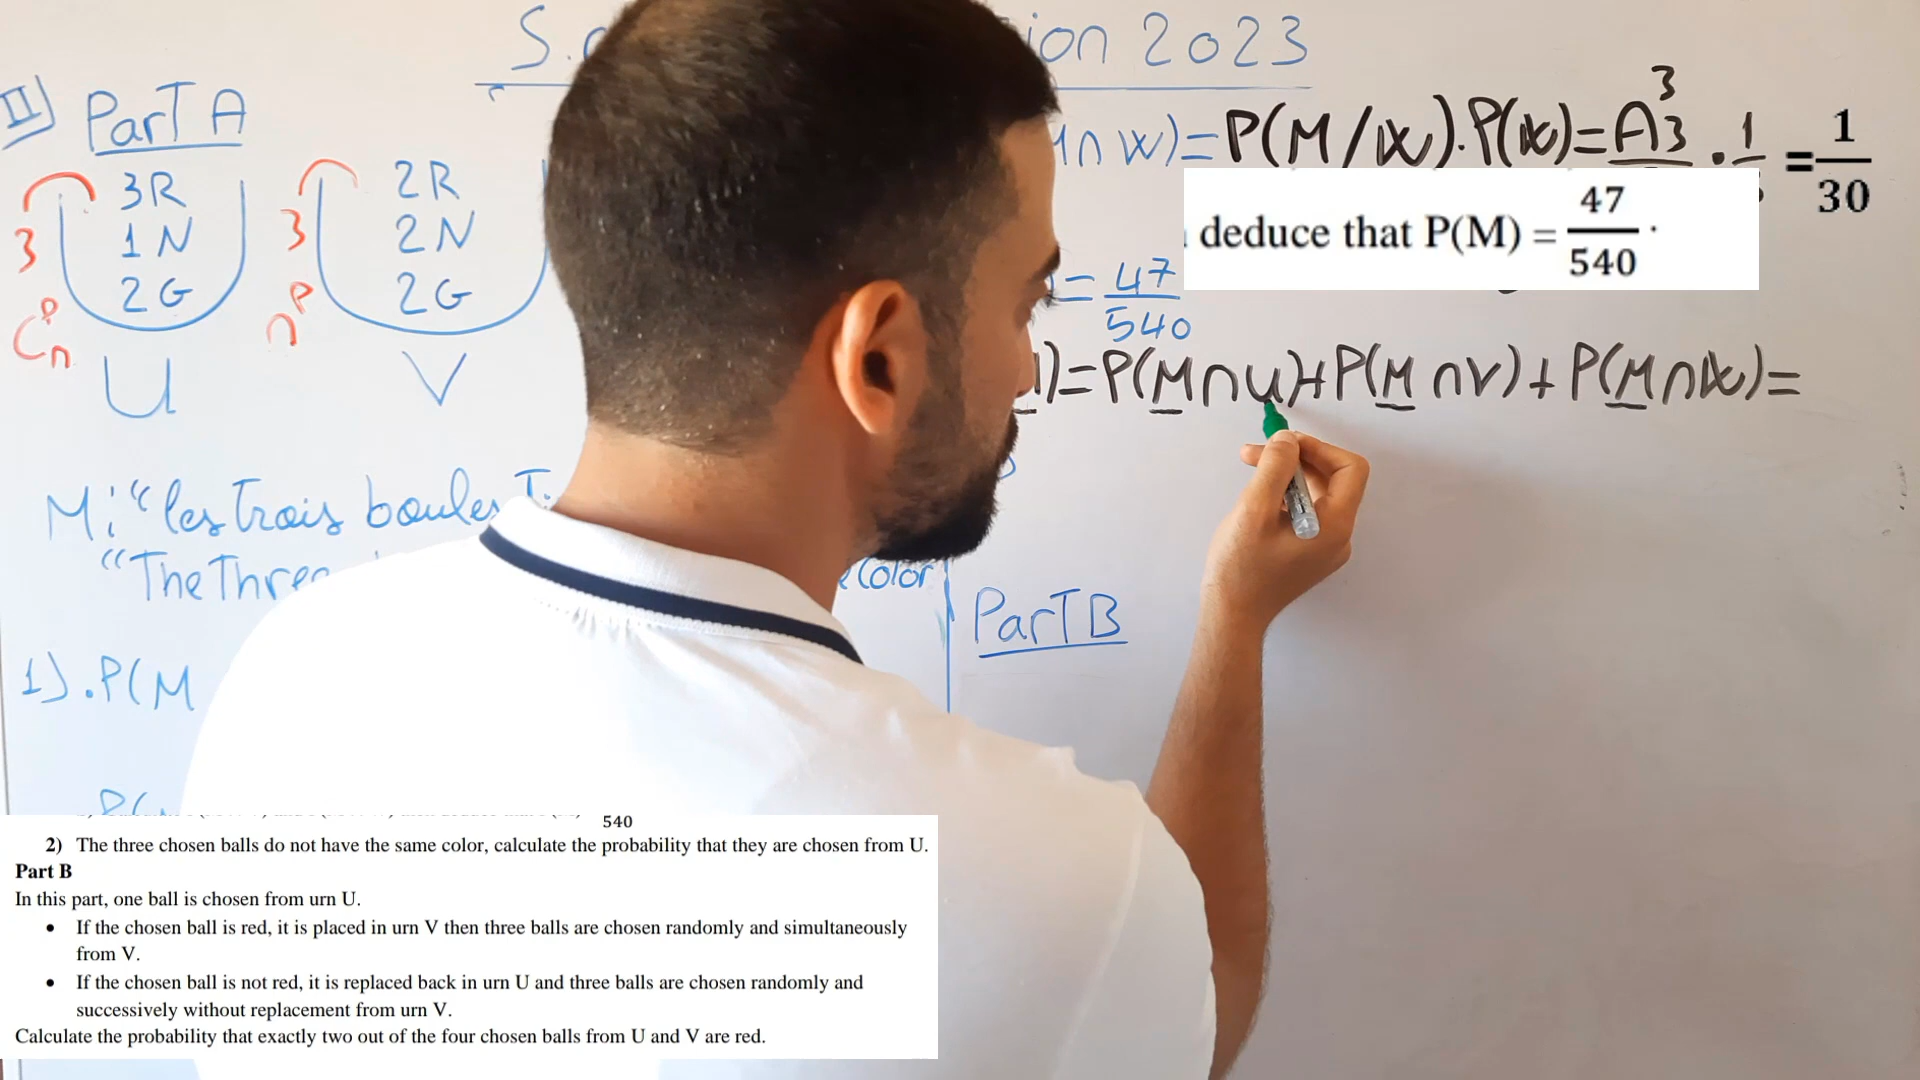 ion 2023
II) Part A
3R
1N
2G
3
C_n^p
U
2R
2N
2G
3
n^p
V
M: "les Trois boules
"The Three
Color
1). P(M
∩ W) = P(M/W).P(W) = A_3^3 . 1 = 1/30
deduce that P(M) = 47/540 .
= 47/540
) = P(M∩U) + P(M∩V) + P(M∩W) =
Part B
540
2) The three chosen balls do not have the same color, calculate the probability that they are chosen from U.
Part B
In this part, one ball is chosen from urn U.
• If the chosen ball is red, it is placed in urn V then three balls are chosen randomly and simultaneously
from V.
• If the chosen ball is not red, it is replaced back in urn U and three balls are chosen randomly and
successively without replacement from urn V.
Calculate the probability that exactly two out of the four chosen balls from U and V are red.